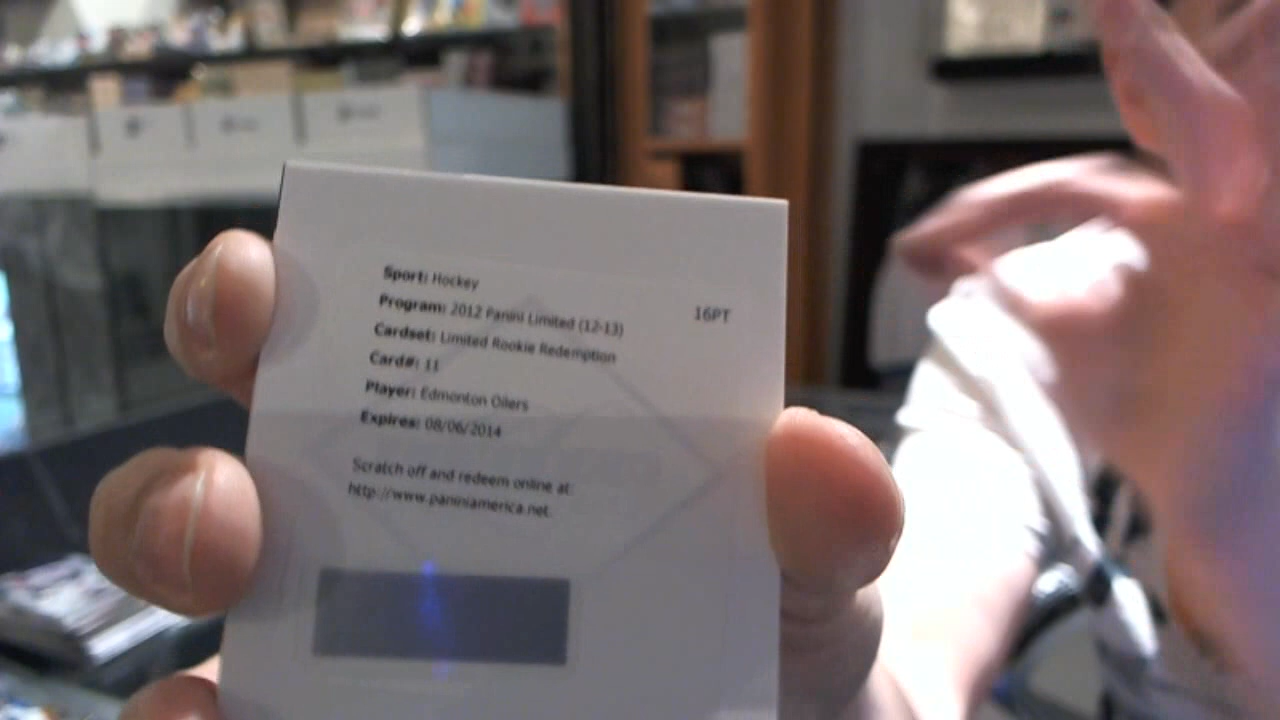 Sport: Hockey
16PT
Program: 2012 Panini Limited (12-13)
Cardset: Limited Rookie Redemption
Card#: 11
Player: Edmonton Oilers
Expires: 08/06/2014
Scratch off and redeem online at:
http://www.paniniamerica.net.